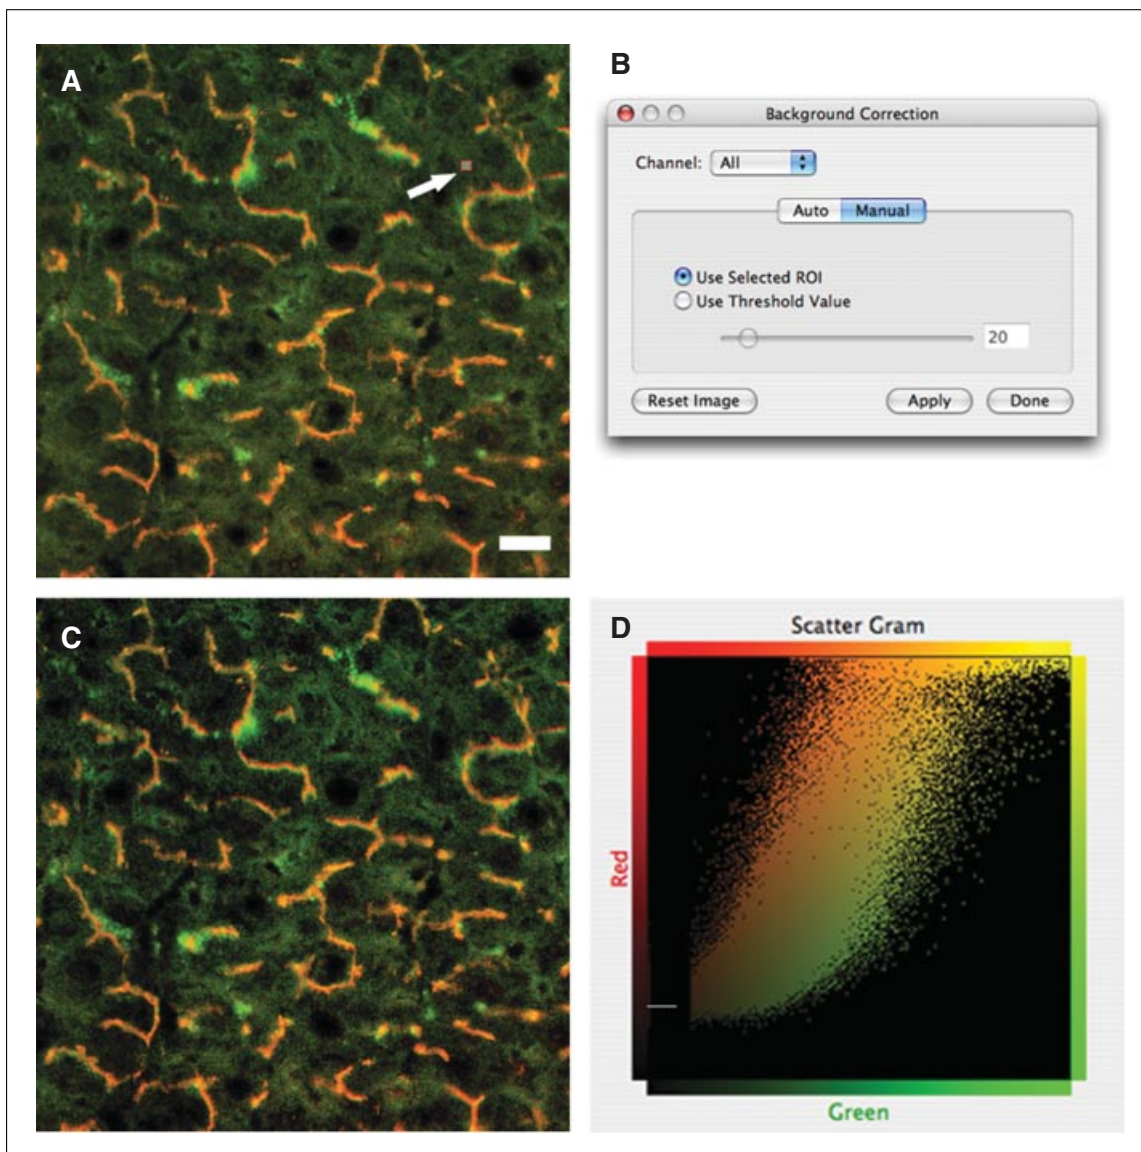 A
B
Background Correction
Channel: All
Auto Manual
Use Selected ROI
Use Threshold Value
20
Reset Image Apply Done
C
D
Scatter Gram
Red
Green